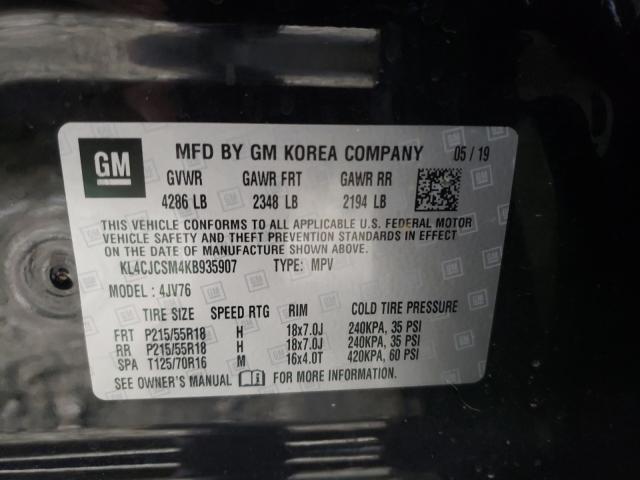 GM MFD BY GM KOREA COMPANY 05/19
GVWR GAWR FRT GAWR RR
4286 LB 2348 LB 2194 LB
THIS VEHICLE CONFORMS TO ALL APPLICABLE U.S. FEDERAL MOTOR
VEHICLE SAFETY AND THEFT PREVENTION STANDARDS IN EFFECT
ON THE DATE OF MANUFACTURE SHOWN ABOVE.
KL4CJCSM4KB935907 TYPE: MPV
MODEL: 4JV76
TIRE SIZE SPEED RTG RIM COLD TIRE PRESSURE
FRT P215/55R18 H 18x7.0J 240KPA, 35 PSI
RR P215/55R18 H 18x7.0J 240KPA, 35 PSI
SPA T125/70R16 M 16x4.0T 420KPA, 60 PSI
SEE OWNER'S MANUAL FOR MORE INFORMATION.